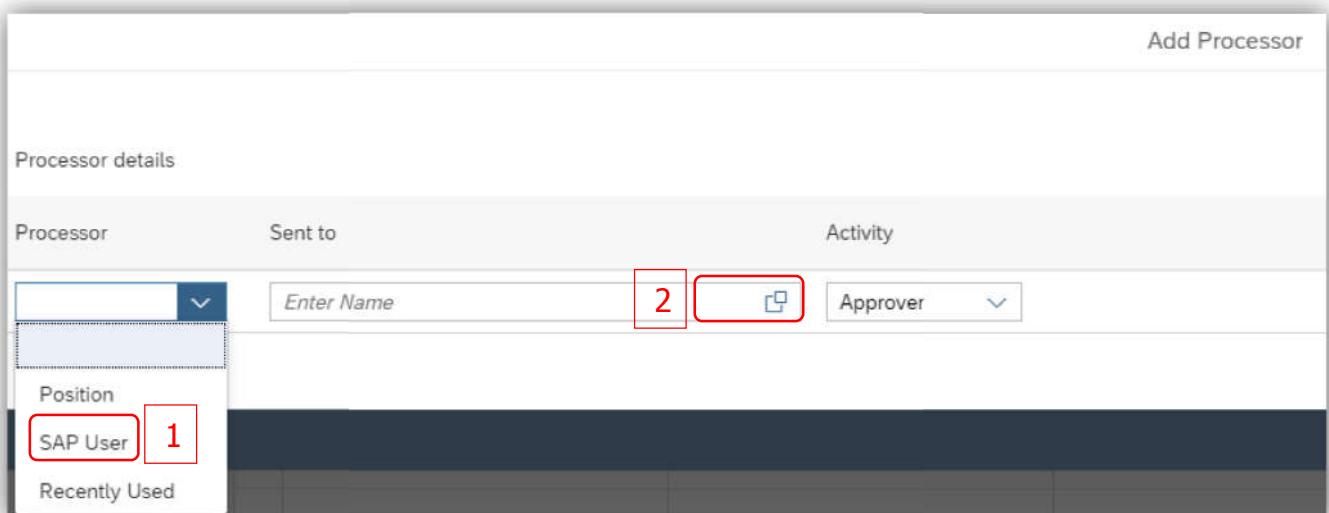 Add Processor
Processor details
Processor Sent to Activity
Enter Name 2 Approver
Position
SAP User 1
Recently Used